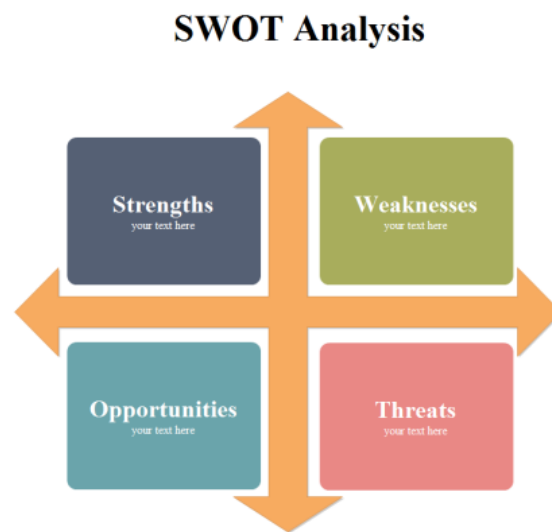 SWOT Analysis
Strengths
your text here
Weaknesses
your text here
Opportunities
your text here
Threats
your text here